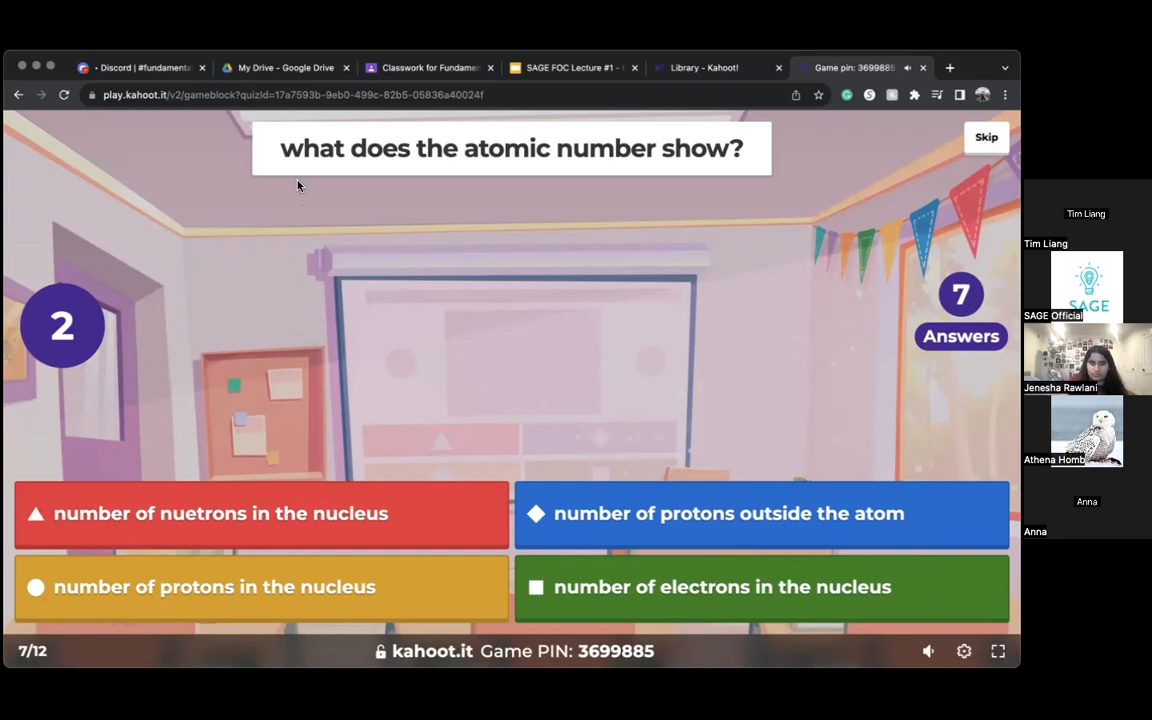 • Discord | #fundamenta
My Drive - Google Drive
Classwork for Fundamen
SAGE FOC Lecture #1 -
Library - Kahoot!
Game pin: 3699885
play.kahoot.it/v2/gameblock?quizId=17a7593b-9eb0-499c-82b5-05836a40024f
what does the atomic number show?
Skip
2
7
Answers
number of nuetrons in the nucleus
number of protons outside the atom
number of protons in the nucleus
number of electrons in the nucleus
7/12
kahoot.it Game PIN: 3699885
Tim Liang
Tim Liang
SAGE
SAGE Official
Jenesha Rawlani
Athena Homb
Anna
Anna